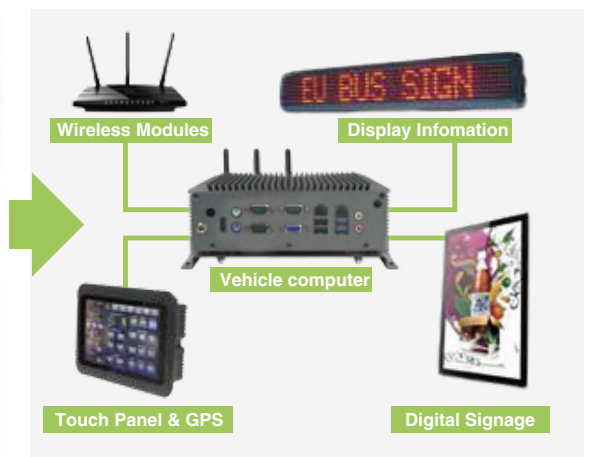 EU BUS SIGN
Wireless Modules
Display Infomation
Vehicle computer
Touch Panel & GPS
Digital Signage